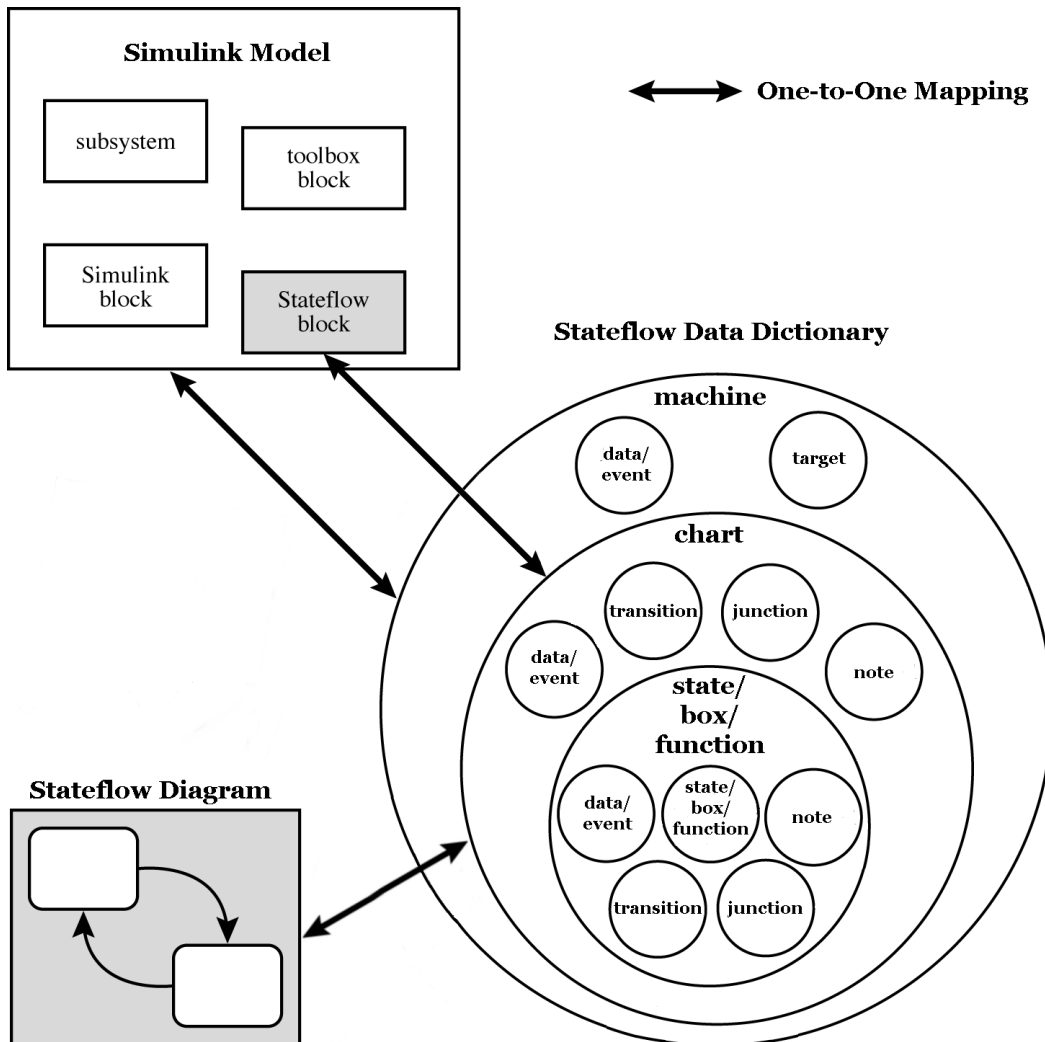 Simulink Model
One-to-One Mapping
subsystem
toolbox
block
Simulink
block
Stateflow
block
Stateflow Data Dictionary
machine
data/
event
target
chart
transition
junction
data/
event
note
state/
box/
function
data/
event
state/
box/
function
note
transition
junction
Stateflow Diagram